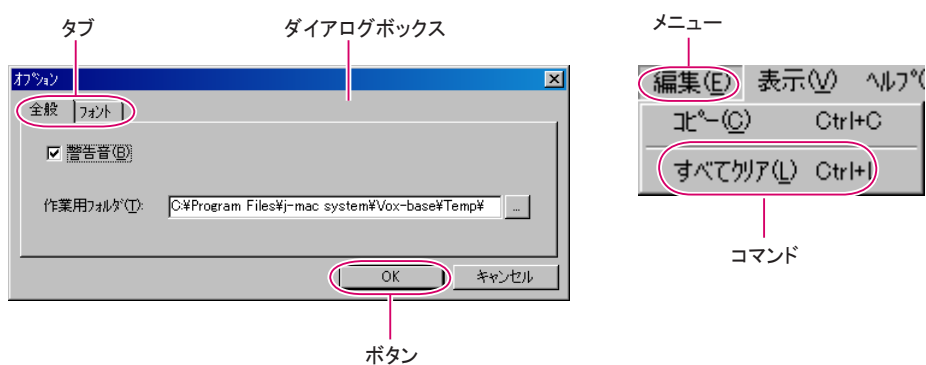 タブ
ダイアログボックス
メニュー
オプション
全般
フォント
警告音(B)
作業用フォルダ(T):
C:¥Program Files¥j-mac system¥Vox-base¥Temp¥
...
OK
キャンセル
ボタン
編集(E) 表示(V) ヘルプ(
コピー(C) Ctrl+C
すべてクリア(L) Ctrl+
コマンド